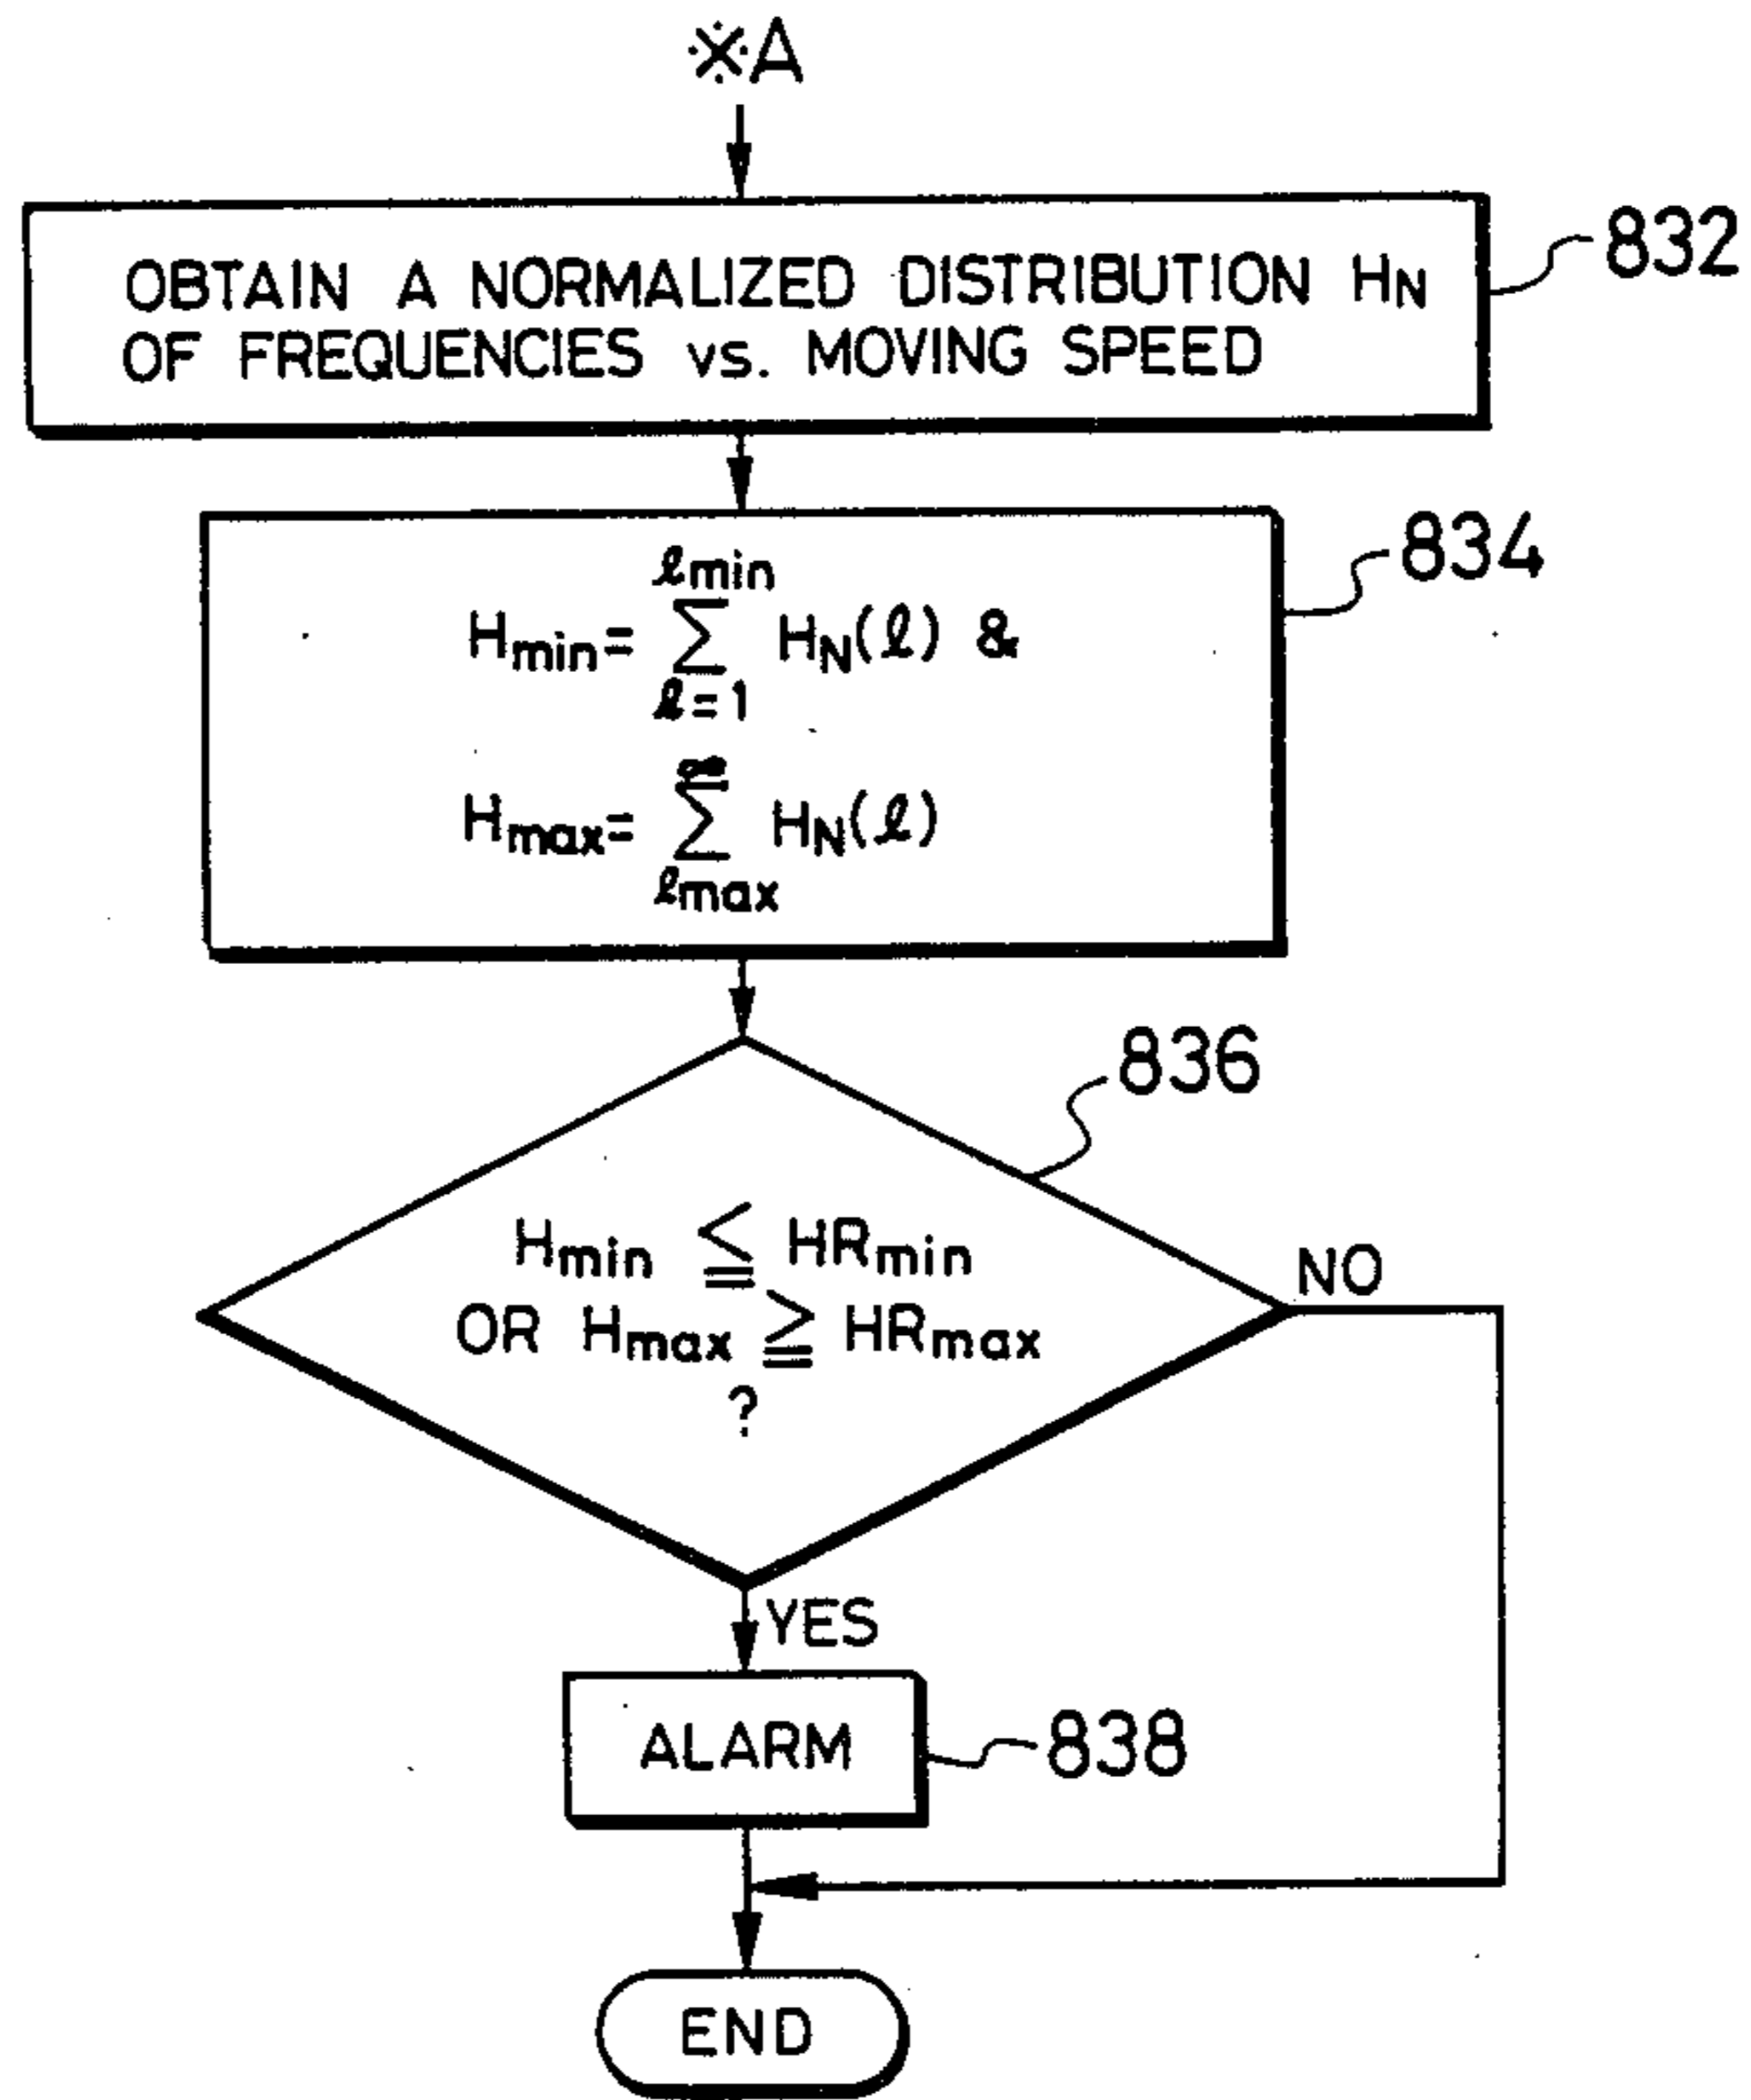 ※A
OBTAIN A NORMALIZED DISTRIBUTION HN
OF FREQUENCIES vs. MOVING SPEED
832
ℓmin
Hmin=∑ HN(ℓ) &
ℓ=1
∞
Hmax=∑ HN(ℓ)
ℓmax
834
836
Hmin ≦ HRmin
OR Hmax ≧ HRmax
?
NO
YES
ALARM
838
END